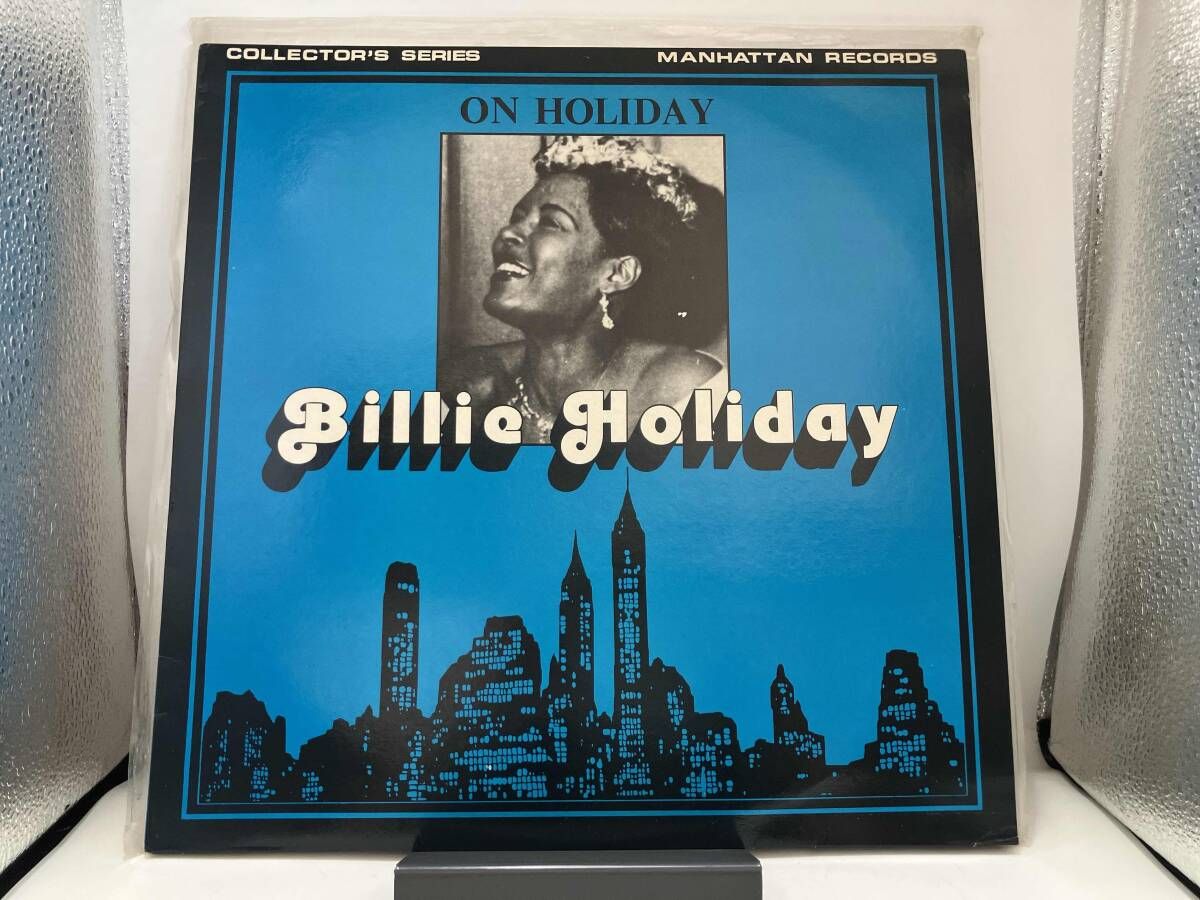 COLLECTOR'S SERIES MANHATTAN RECORDS
ON HOLIDAY
Billie Holiday